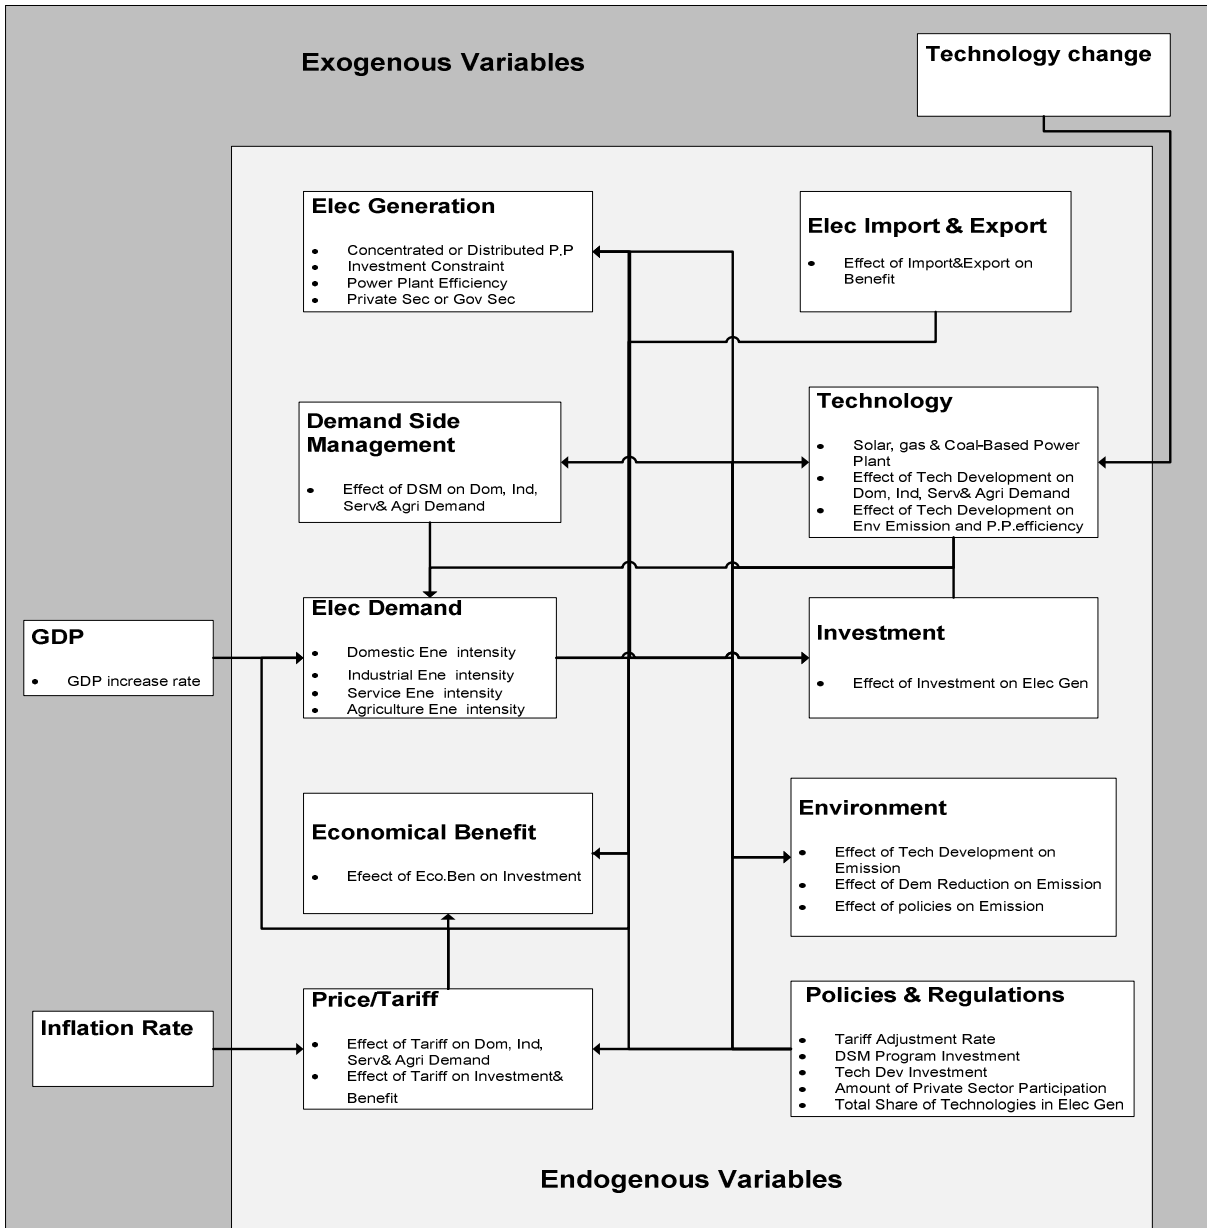 Exogenous Variables
Technology change
Elec Generation
• Concentrated or Distributed P.P
• Investment Constraint
• Power Plant Efficiency
• Private Sec or Gov Sec
Elec Import & Export
• Effect of Import&Export on
Benefit
Demand Side
Management
• Effect of DSM on Dom, Ind,
Serv& Agri Demand
Technology
• Solar, gas & Coal-Based Power
Plant
• Effect of Tech Development on
Dom, Ind, Serv& Agri Demand
• Effect of Tech Development on
Env Emission and P.P.efficiency
GDP
• GDP increase rate
Elec Demand
• Domestic Ene intensity
• Industrial Ene intensity
• Service Ene intensity
• Agriculture Ene intensity
Investment
• Effect of Investment on Elec Gen
Economical Benefit
• Efeect of Eco.Ben on Investment
Environment
• Effect of Tech Development on
Emission
• Effect of Dem Reduction on Emission
• Effect of policies on Emission
Inflation Rate
Price/Tariff
• Effect of Tariff on Dom, Ind,
Serv& Agri Demand
• Effect of Tariff on Investment&
Benefit
Policies & Regulations
• Tariff Adjustment Rate
• DSM Program Investment
• Tech Dev Investment
• Amount of Private Sector Participation
• Total Share of Technologies in Elec Gen
Endogenous Variables